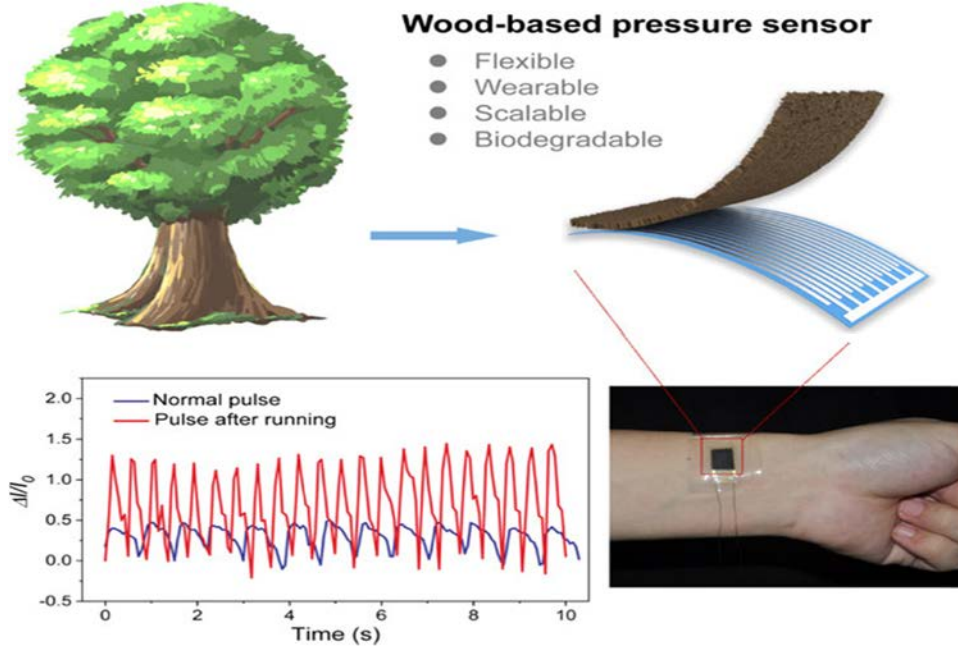 Wood-based pressure sensor
● Flexible
● Wearable
● Scalable
● Biodegradable
2.0
1.5
1.0
0.5
0.0
-0.5
ΔI/I₀
Normal pulse
Pulse after running
0 2 4 6 8 10
Time (s)